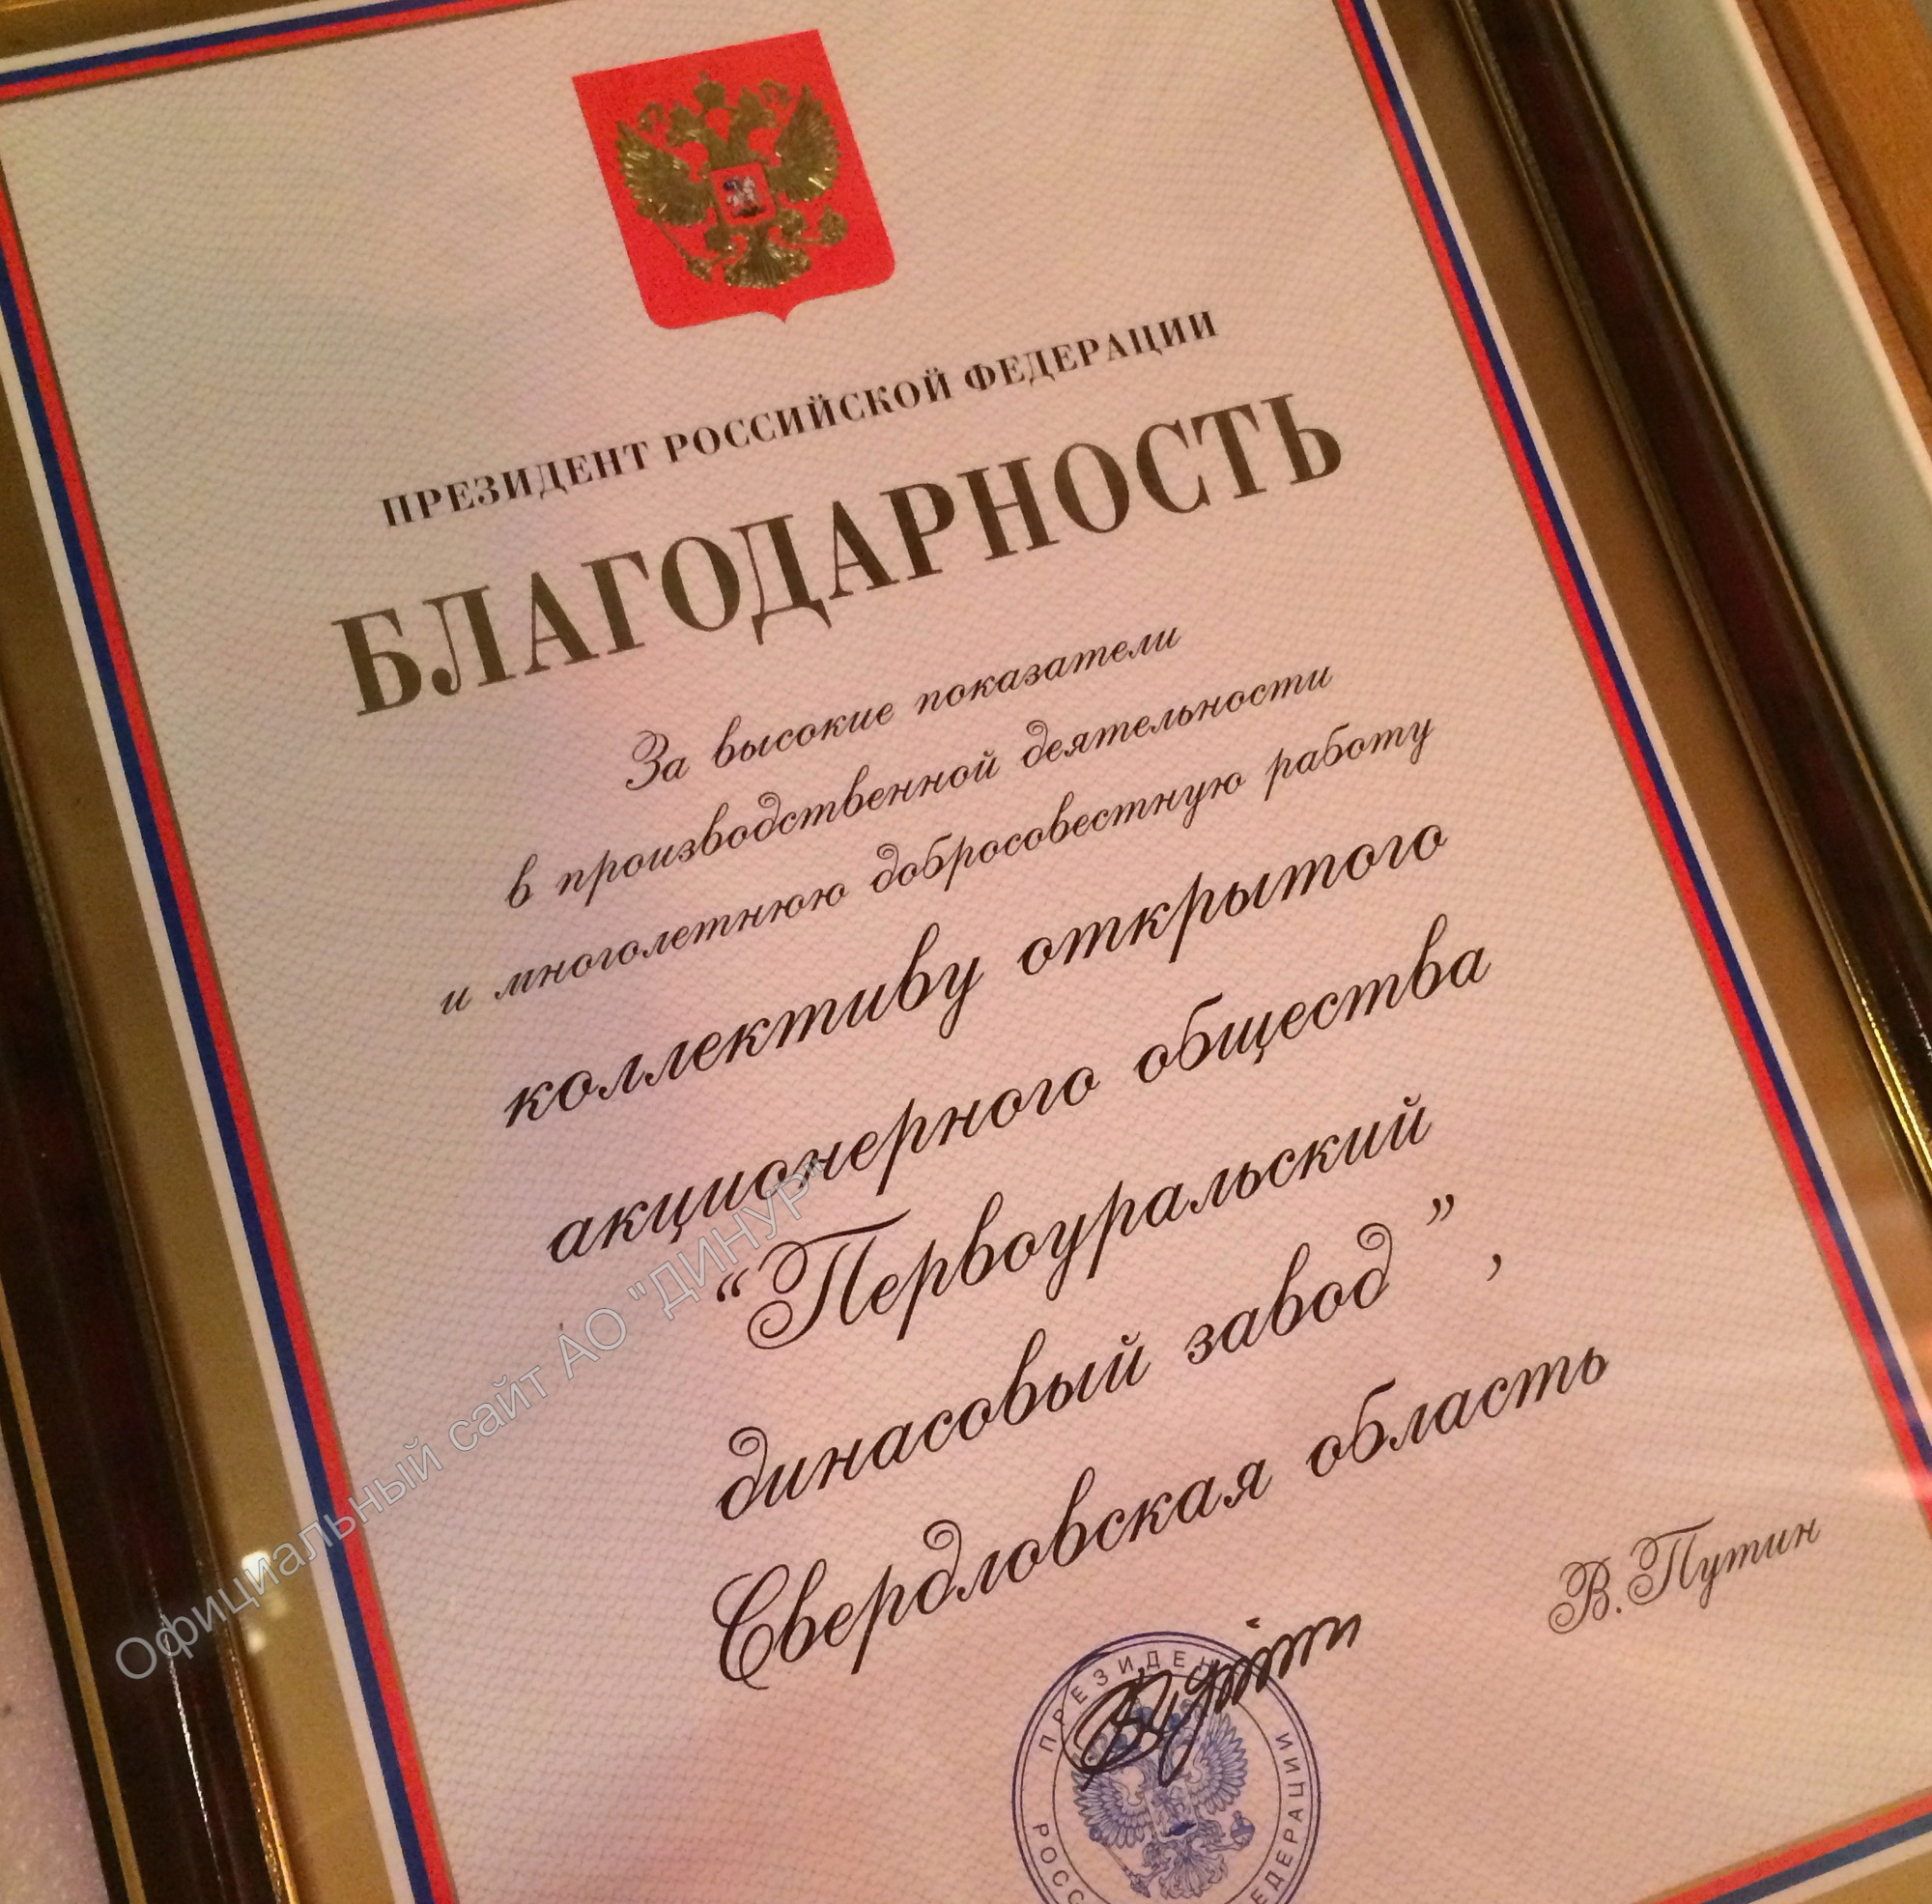 ПРЕЗИДЕНТ РОССИЙСКОЙ ФЕДЕРАЦИИ
БЛАГОДАРНОСТЬ
За высокие показатели
в производственной деятельности
и многолетнюю добросовестную работу
коллективу открытого
акционерного общества
“Первоуральский
динасовый завод ” ,
Свердловская область
В.Путин
Официальный сайт АО "ДИНУР"